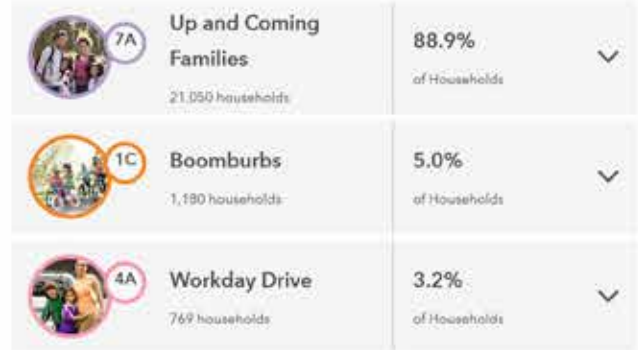 7A
Up and Coming
Families
21,050 households
88.9%
of Households
1C
Boomburbs
1,180 households
5.0%
of Households
4A
Workday Drive
769 households
3.2%
of Households